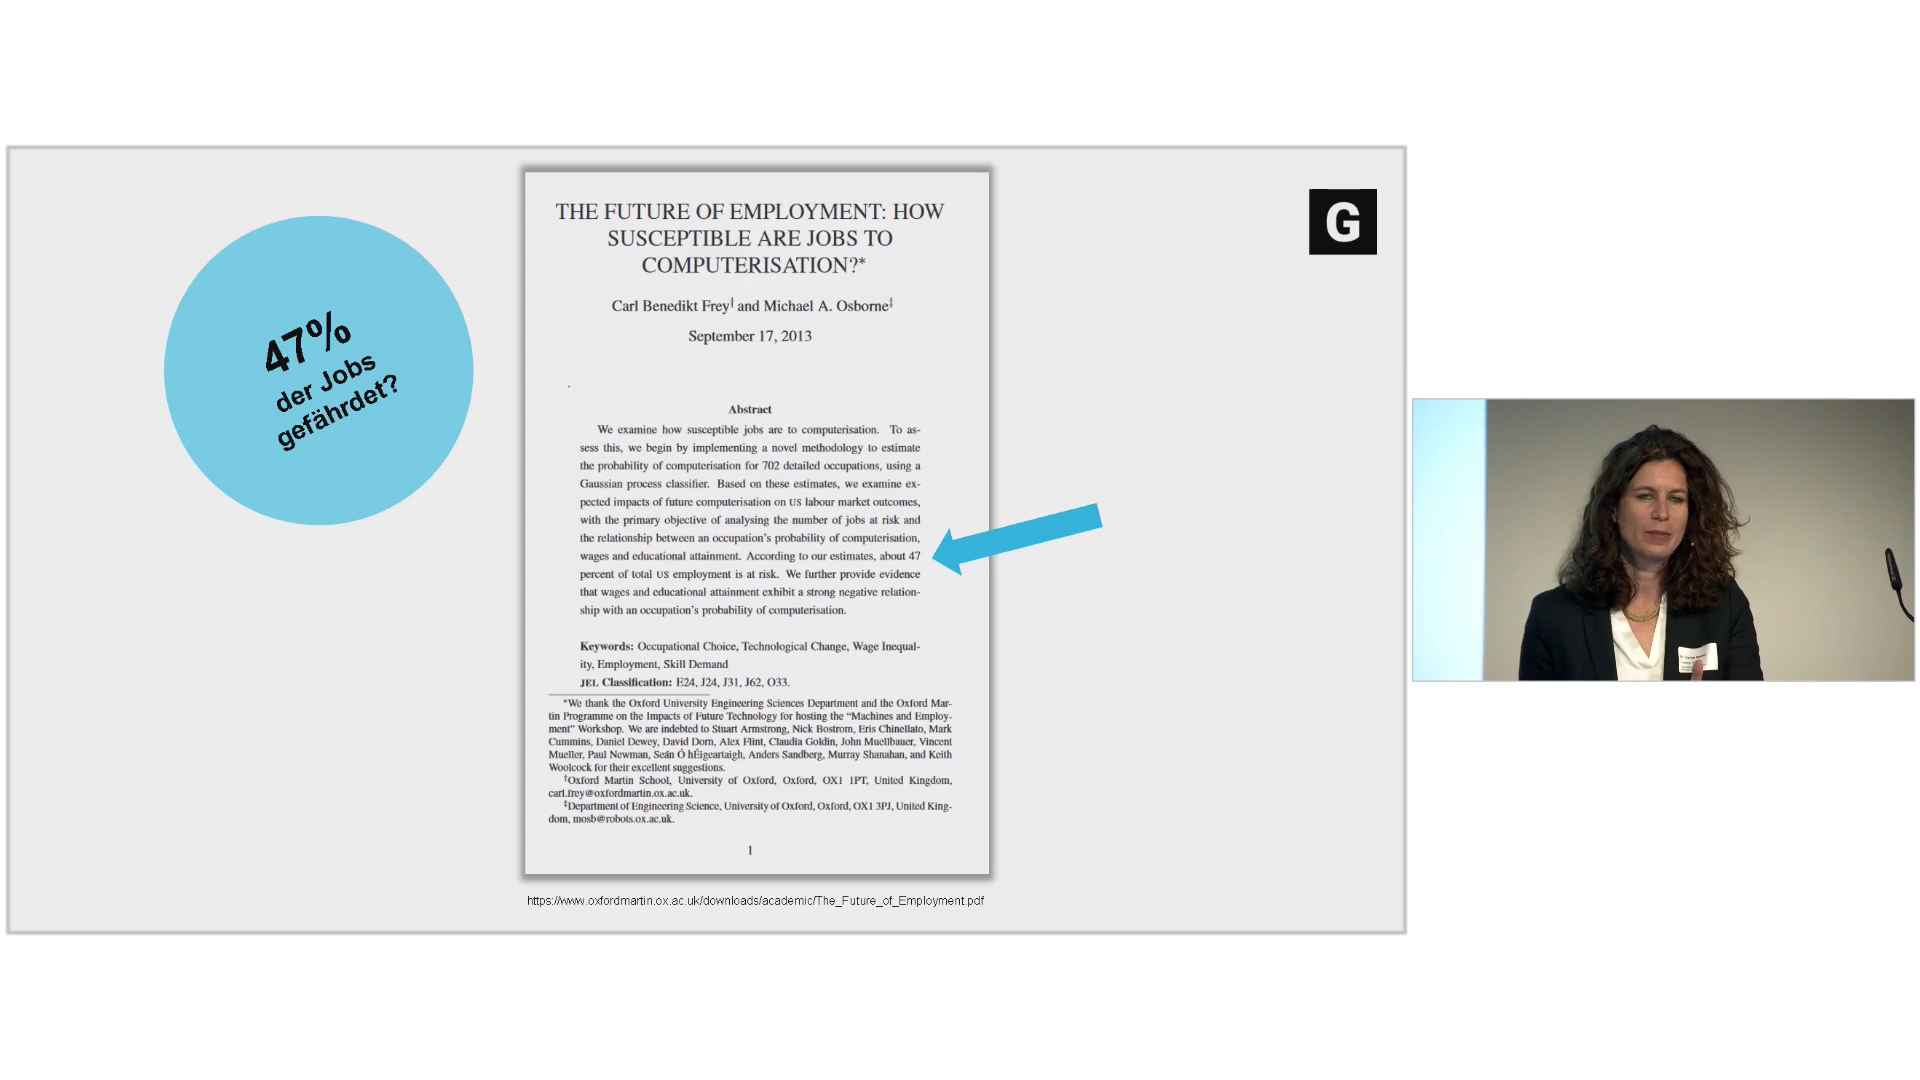 47%
der Jobs
gefährdet?
THE FUTURE OF EMPLOYMENT: HOW
SUSCEPTIBLE ARE JOBS TO
COMPUTERISATION?*
Carl Benedikt Frey† and Michael A. Osborne‡
September 17, 2013
.
Abstract
We examine how susceptible jobs are to computerisation. To as-
sess this, we begin by implementing a novel methodology to estimate
the probability of computerisation for 702 detailed occupations, using a
Gaussian process classifier. Based on these estimates, we examine ex-
pected impacts of future computerisation on US labour market outcomes,
with the primary objective of analysing the number of jobs at risk and
the relationship between an occupation's probability of computerisation,
wages and educational attainment. According to our estimates, about 47
percent of total US employment is at risk. We further provide evidence
that wages and educational attainment exhibit a strong negative relation-
ship with an occupation's probability of computerisation.
Keywords: Occupational Choice, Technological Change, Wage Inequal-
ity, Employment, Skill Demand
JEL Classification: E24, J24, J31, J62, O33.
*We thank the Oxford University Engineering Sciences Department and the Oxford Mar-
tin Programme on the Impacts of Future Technology for hosting the "Machines and Employ-
ment" Workshop. We are indebted to Stuart Armstrong, Nick Bostrom, Eris Chinellato, Mark
Cummins, Daniel Dewey, David Dorn, Alex Flint, Claudia Goldin, John Muellbauer, Vincent
Mueller, Paul Newman, Seán Ó hÉigeartaigh, Anders Sandberg, Murray Shanahan, and Keith
Woolcock for their excellent suggestions.
†Oxford Martin School, University of Oxford, Oxford, OX1 1PT, United Kingdom,
carl.frey@oxfordmartin.ox.ac.uk.
‡Department of Engineering Science, University of Oxford, Oxford, OX1 3PJ, United King-
dom, mosb@robots.ox.ac.uk.
1
https://www.oxfordmartin.ox.ac.uk/downloads/academic/The_Future_of_Employment.pdf
G